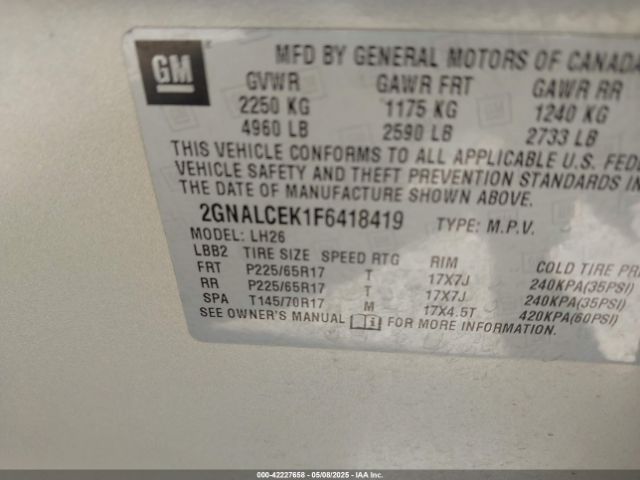 GM
MFD BY GENERAL MOTORS OF CANADA
GVWR GAWR FRT GAWR RR
2250 KG 1175 KG 1240 KG
4960 LB 2590 LB 2733 LB
THIS VEHICLE CONFORMS TO ALL APPLICABLE U.S. FED
VEHICLE SAFETY AND THEFT PREVENTION STANDARDS IN
THE DATE OF MANUFACTURE SHOWN ABOVE.
2GNALCEK1F6418419 TYPE: M.P.V.
MODEL: LH26
LBB2 TIRE SIZE SPEED RTG RIM COLD TIRE PR
FRT P225/65R17 T 17X7J 240KPA(35PSI)
RR P225/65R17 T 17X7J 240KPA(35PSI)
SPA T145/70R17 M 17X4.5T 420KPA(60PSI)
SEE OWNER'S MANUAL FOR MORE INFORMATION.
000-42227658 - 05/08/2025 - IAA Inc.